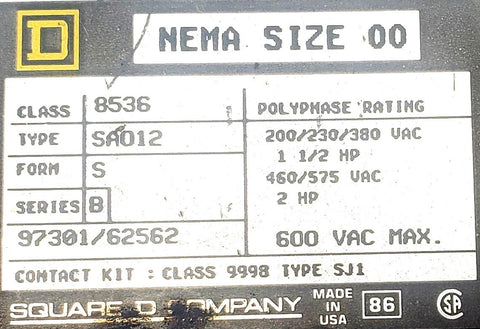 D NEMA SIZE 00
CLASS 8536
TYPE SAO12
FORM S
SERIES B
97301/62562
POLYPHASE RATING
200/230/380 VAC
1 1/2 HP
460/575 VAC
2 HP
600 VAC MAX.
CONTACT KIT : CLASS 9998 TYPE SJ1
SQUARE D COMPANY MADE IN USA 86 SA